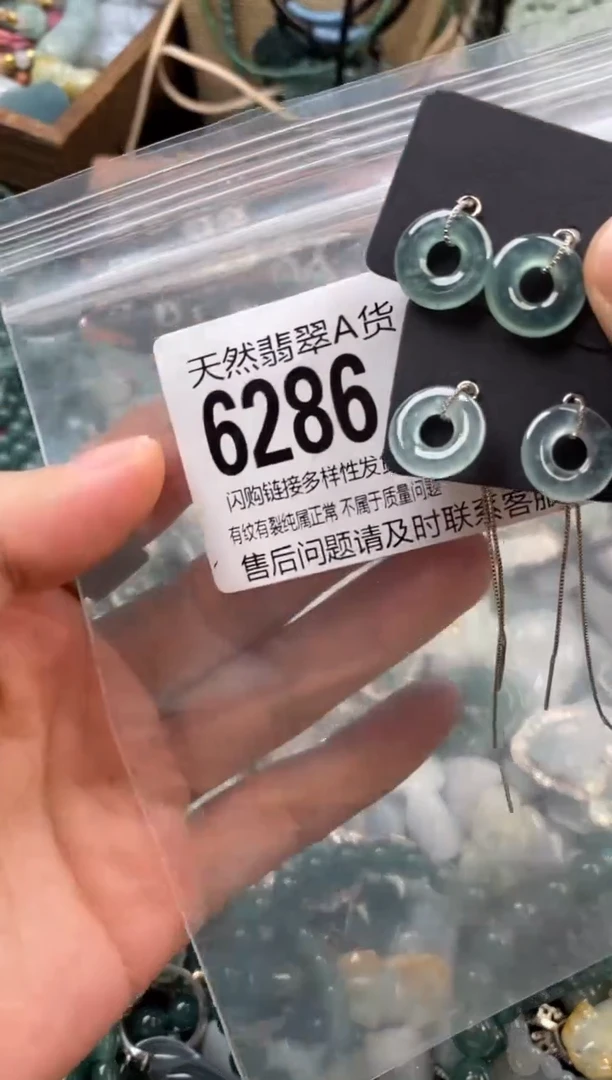 天然翡翠A货
6286
闪购链接多样性发货
有纹有裂纯属正常 不属于质量问题
售后问题请及时联系客服